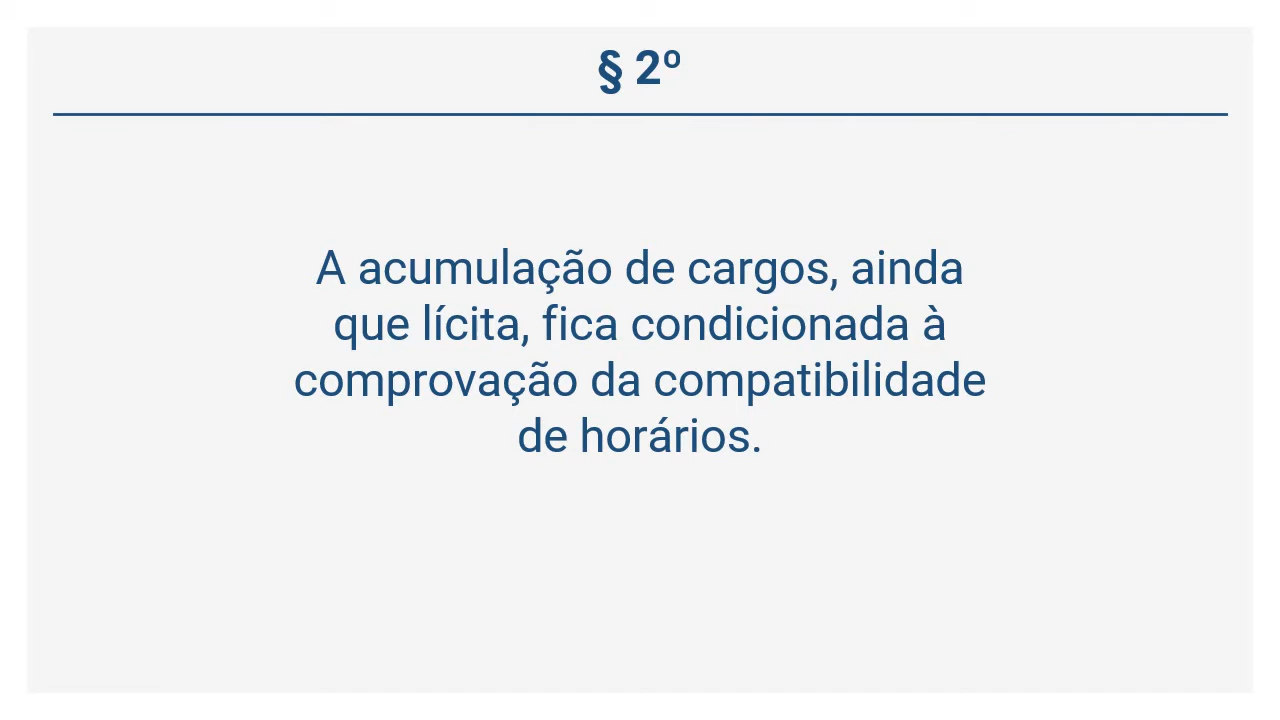 § 2º
A acumulação de cargos, ainda
que lícita, fica condicionada à
comprovação da compatibilidade
de horários.